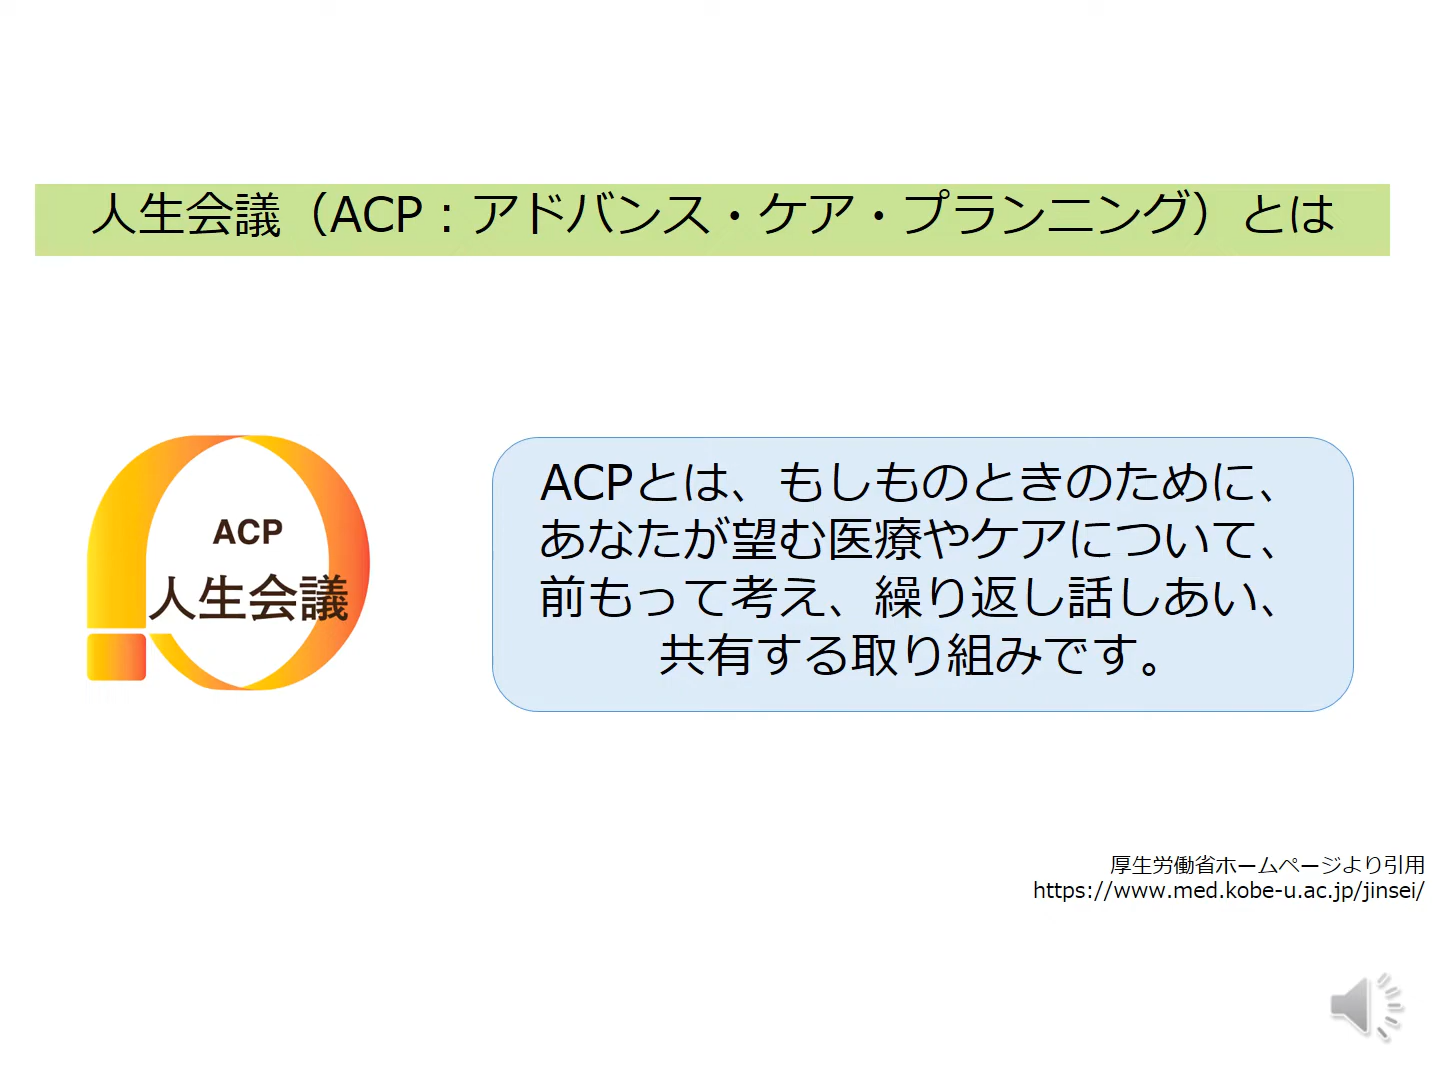 人生会議（ACP：アドバンス・ケア・プランニング）とは
ACP
人生会議
ACPとは、もしものときのために、
あなたが望む医療やケアについて、
前もって考え、繰り返し話しあい、
共有する取り組みです。
厚生労働省ホームページより引用
https://www.med.kobe-u.ac.jp/jinsei/